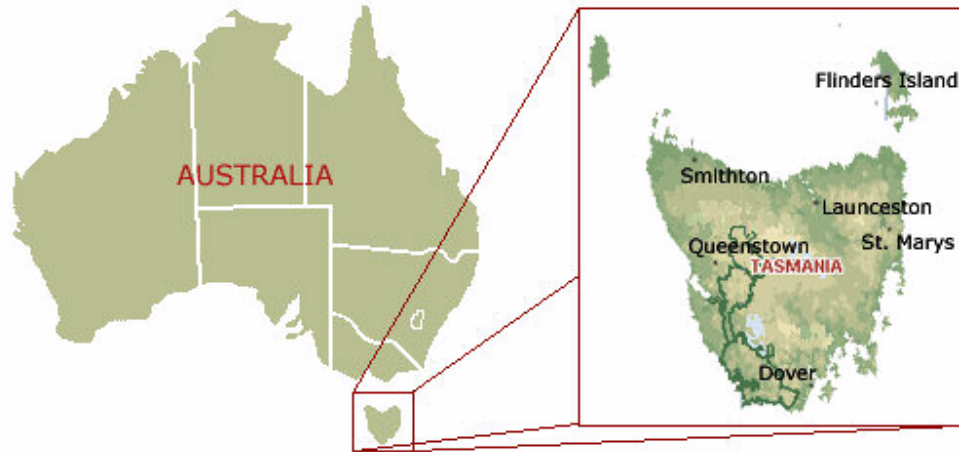 AUSTRALIA
Flinders Island
Smithton
Launceston
Queenstown
St. Marys
TASMANIA
Dover